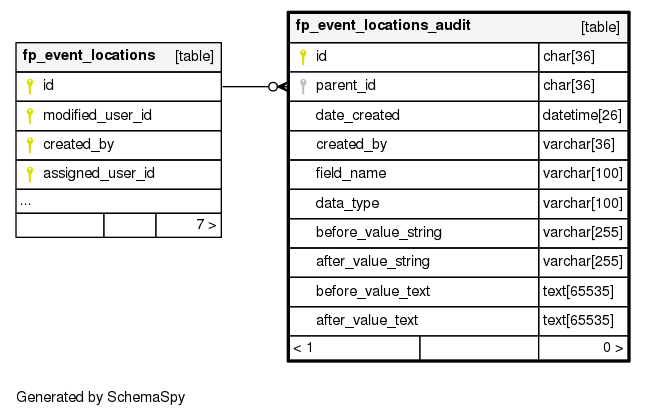 fp_event_locations [table]
id
modified_user_id
created_by
assigned_user_id
...
7 >
fp_event_locations_audit [table]
id char[36]
parent_id char[36]
date_created datetime[26]
created_by varchar[36]
field_name varchar[100]
data_type varchar[100]
before_value_string varchar[255]
after_value_string varchar[255]
before_value_text text[65535]
after_value_text text[65535]
< 1 0 >
Generated by SchemaSpy